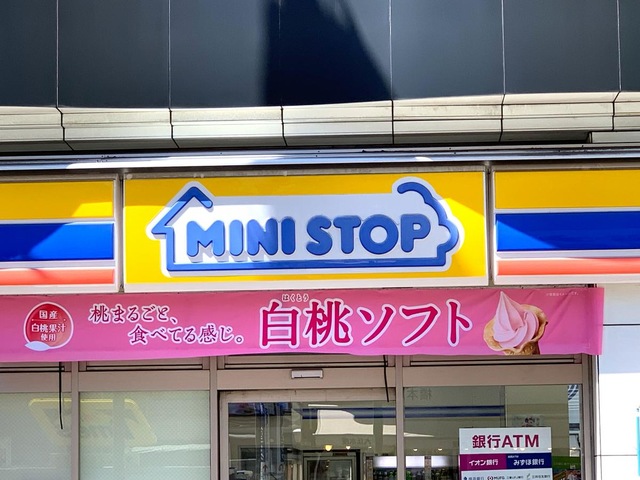 MINI STOP
国産
白桃果汁
使用
桃まるごと、
食べてる感じ。
はくとう
白桃ソフト
銀行ATM
イオン銀行
みずほ銀行